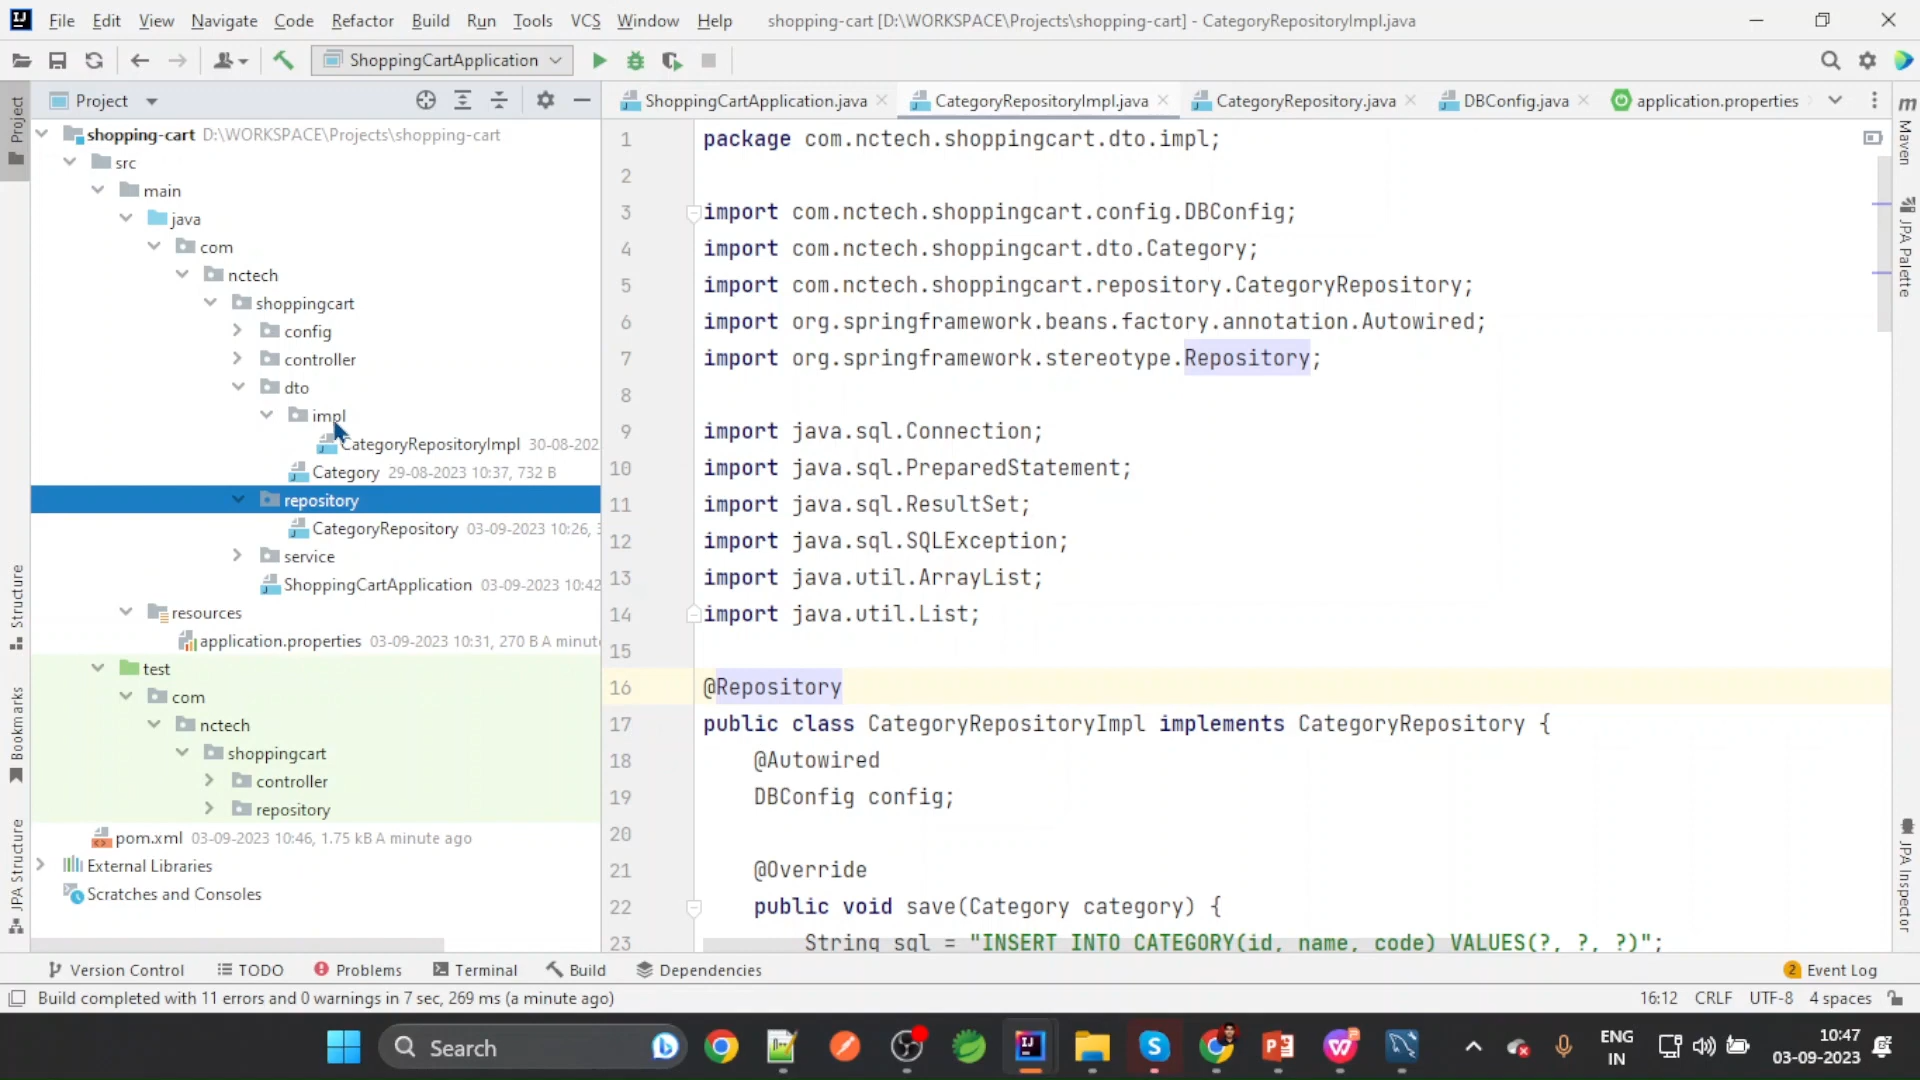 File Edit View Navigate Code Refactor Build Run Tools VCS Window Help shopping-cart [D:\WORKSPACE\Projects\shopping-cart] - CategoryRepositoryImpl.java
ShoppingCartApplication
Project
ShoppingCartApplication.java CategoryRepositoryImpl.java CategoryRepository.java DBConfig.java application.properties
shopping-cart D:\WORKSPACE\Projects\shopping-cart
src
main
java
com
nctech
shoppingcart
config
controller
dto
impl
CategoryRepositoryImpl 30-08-202
Category 29-08-2023 10:37, 732 B
repository
CategoryRepository 03-09-2023 10:26,
service
ShoppingCartApplication 03-09-2023 10:42
resources
application.properties 03-09-2023 10:31, 270 B A minut
test
com
nctech
shoppingcart
controller
repository
pom.xml 03-09-2023 10:46, 1.75 kB A minute ago
External Libraries
Scratches and Consoles
1 package com.nctech.shoppingcart.dto.impl;
2
3 import com.nctech.shoppingcart.config.DBConfig;
4 import com.nctech.shoppingcart.dto.Category;
5 import com.nctech.shoppingcart.repository.CategoryRepository;
6 import org.springframework.beans.factory.annotation.Autowired;
7 import org.springframework.stereotype.Repository;
8
9 import java.sql.Connection;
10 import java.sql.PreparedStatement;
11 import java.sql.ResultSet;
12 import java.sql.SQLException;
13 import java.util.ArrayList;
14 import java.util.List;
15
16 @Repository
17 public class CategoryRepositoryImpl implements CategoryRepository {
18 @Autowired
19 DBConfig config;
20
21 @Override
22 public void save(Category category) {
23 String sql = "INSERT INTO CATEGORY(id, name, code) VALUES(?, ?, ?)";
Project
Structure
Bookmarks
JPA Structure
m Maven
JPA Palette
JPA Inspector
Version Control TODO Problems Terminal Build Dependencies 2 Event Log
Build completed with 11 errors and 0 warnings in 7 sec, 269 ms (a minute ago) 16:12 CRLF UTF-8 4 spaces
Search
ENG
IN
10:47
03-09-2023